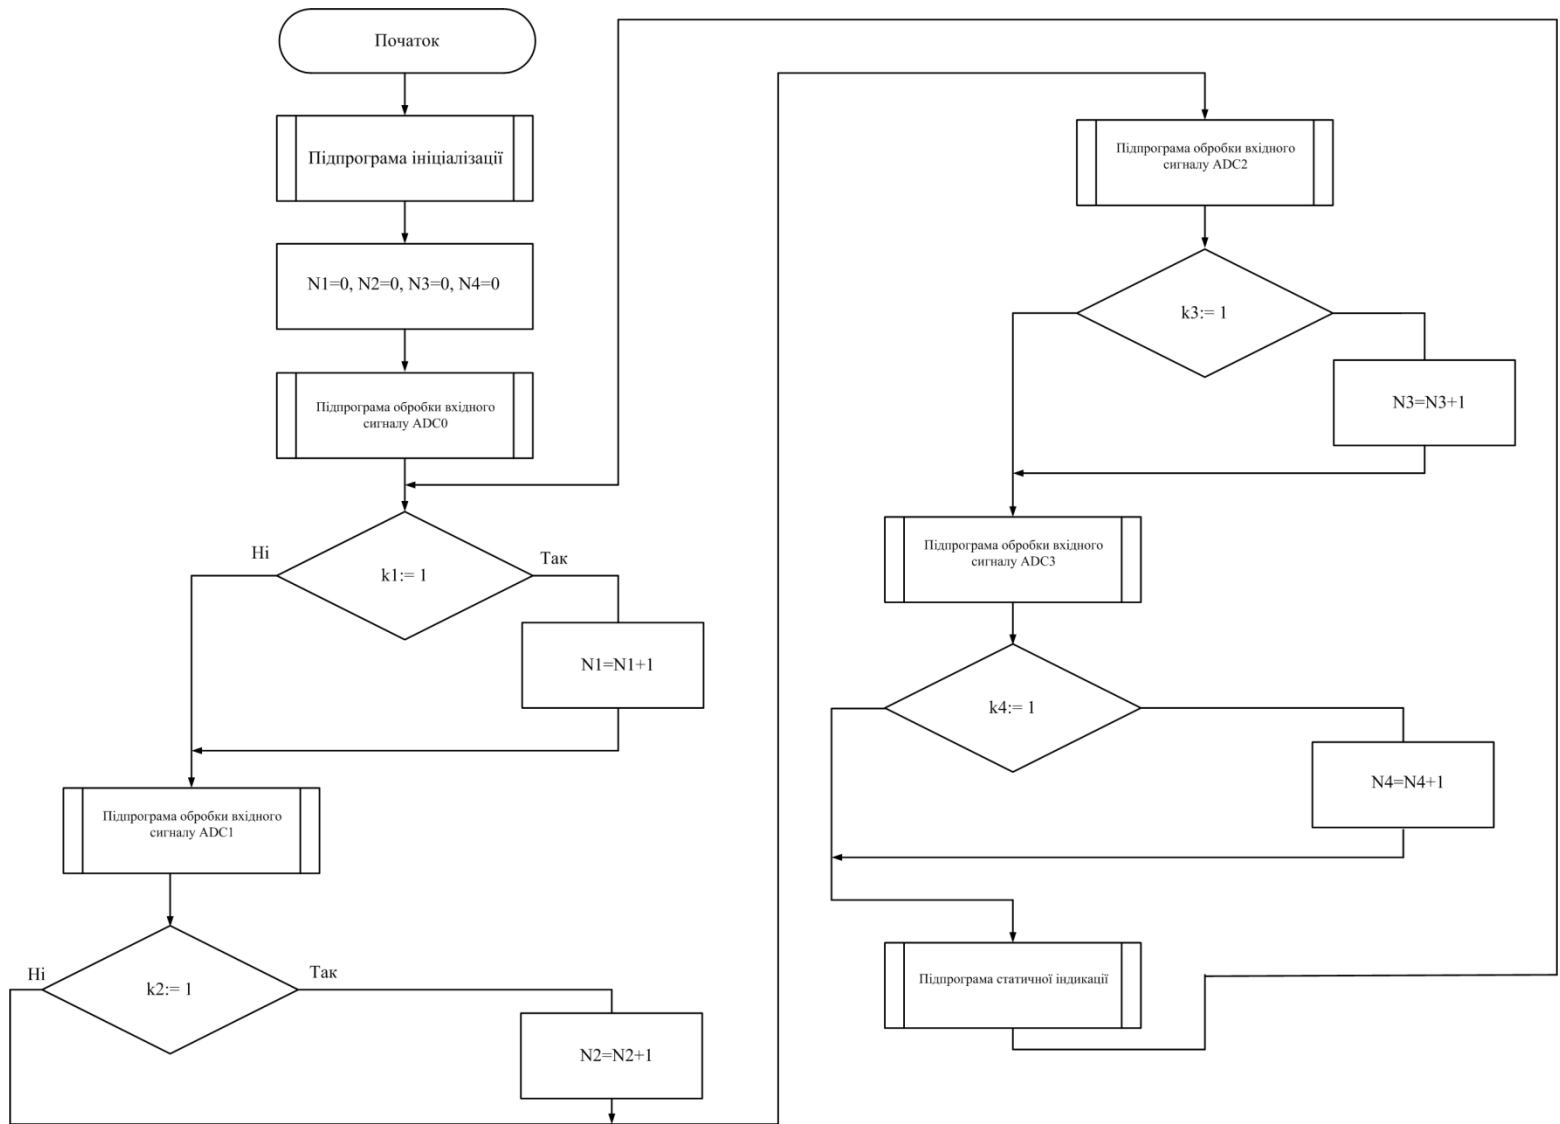 Початок
Підпрограма ініціалізації
N1=0, N2=0, N3=0, N4=0
Підпрограма обробки вхідного
сигналу ADC0
Ні
Так
k1:= 1
N1=N1+1
Підпрограма обробки вхідного
сигналу ADC1
Ні
Так
k2:= 1
N2=N2+1
Підпрограма обробки вхідного
сигналу ADC2
k3:= 1
N3=N3+1
Підпрограма обробки вхідного
сигналу ADC3
k4:= 1
N4=N4+1
Підпрограма статичної індикації